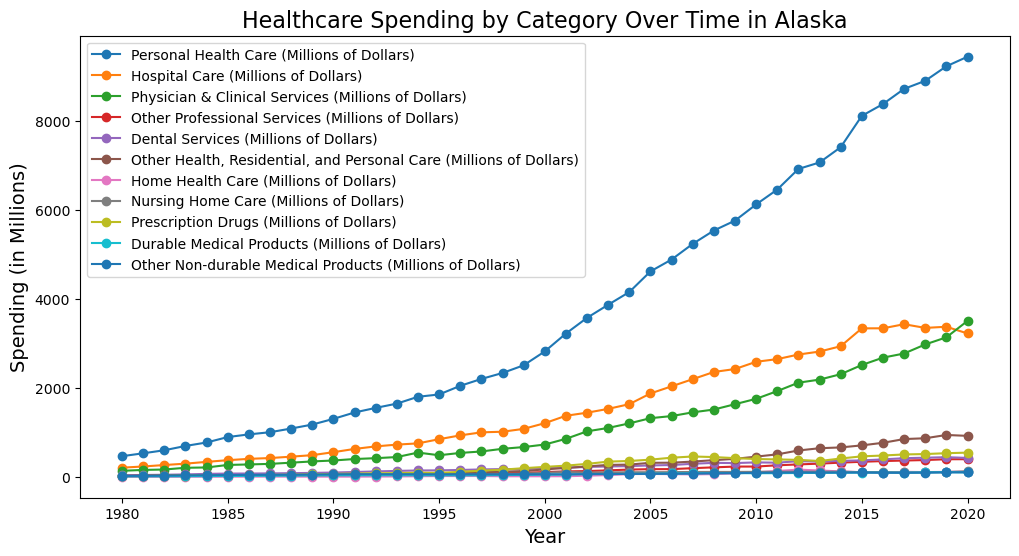 Healthcare Spending by Category Over Time in Alaska
Personal Health Care (Millions of Dollars)
Hospital Care (Millions of Dollars)
Physician & Clinical Services (Millions of Dollars)
Other Professional Services (Millions of Dollars)
Dental Services (Millions of Dollars)
Other Health, Residential, and Personal Care (Millions of Dollars)
Home Health Care (Millions of Dollars)
Nursing Home Care (Millions of Dollars)
Prescription Drugs (Millions of Dollars)
Durable Medical Products (Millions of Dollars)
Other Non-durable Medical Products (Millions of Dollars)
Spending (in Millions)
8000
6000
4000
2000
0
1980 1985 1990 1995 2000 2005 2010 2015 2020
Year